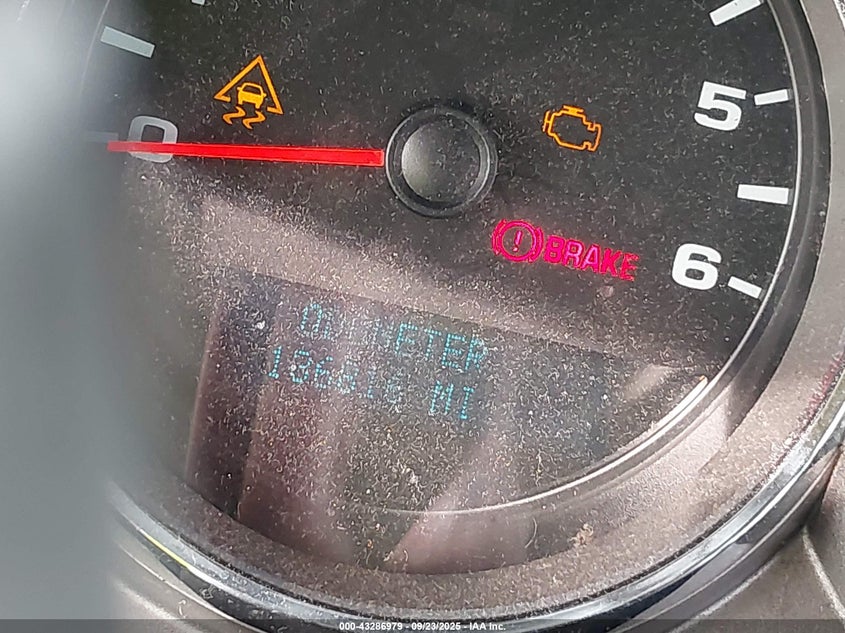 0
5
6
BRAKE
ODOMETER
MI
000-43286979 - 09/23/2025 - IAA Inc.